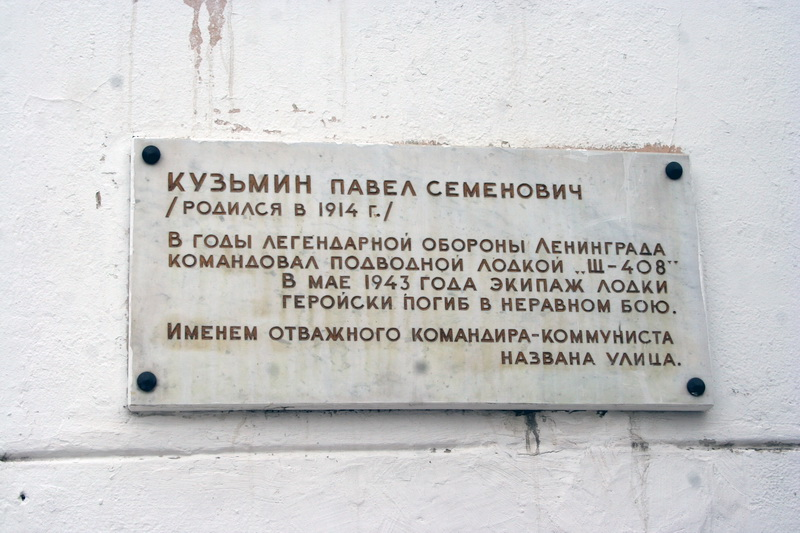 КУЗЬМИН ПАВЕЛ СЕМЕНОВИЧ
/РОДИЛСЯ В 1914 Г./
В ГОДЫ ЛЕГЕНДАРНОЙ ОБОРОНЫ ЛЕНИНГРАДА
КОМАНДОВАЛ ПОДВОДНОЙ ЛОДКОЙ „Щ-408”
В МАЕ 1943 ГОДА ЭКИПАЖ ЛОДКИ
ГЕРОЙСКИ ПОГИБ В НЕРАВНОМ БОЮ.
ИМЕНЕМ ОТВАЖНОГО КОМАНДИРА-КОММУНИСТА
НАЗВАНА УЛИЦА.